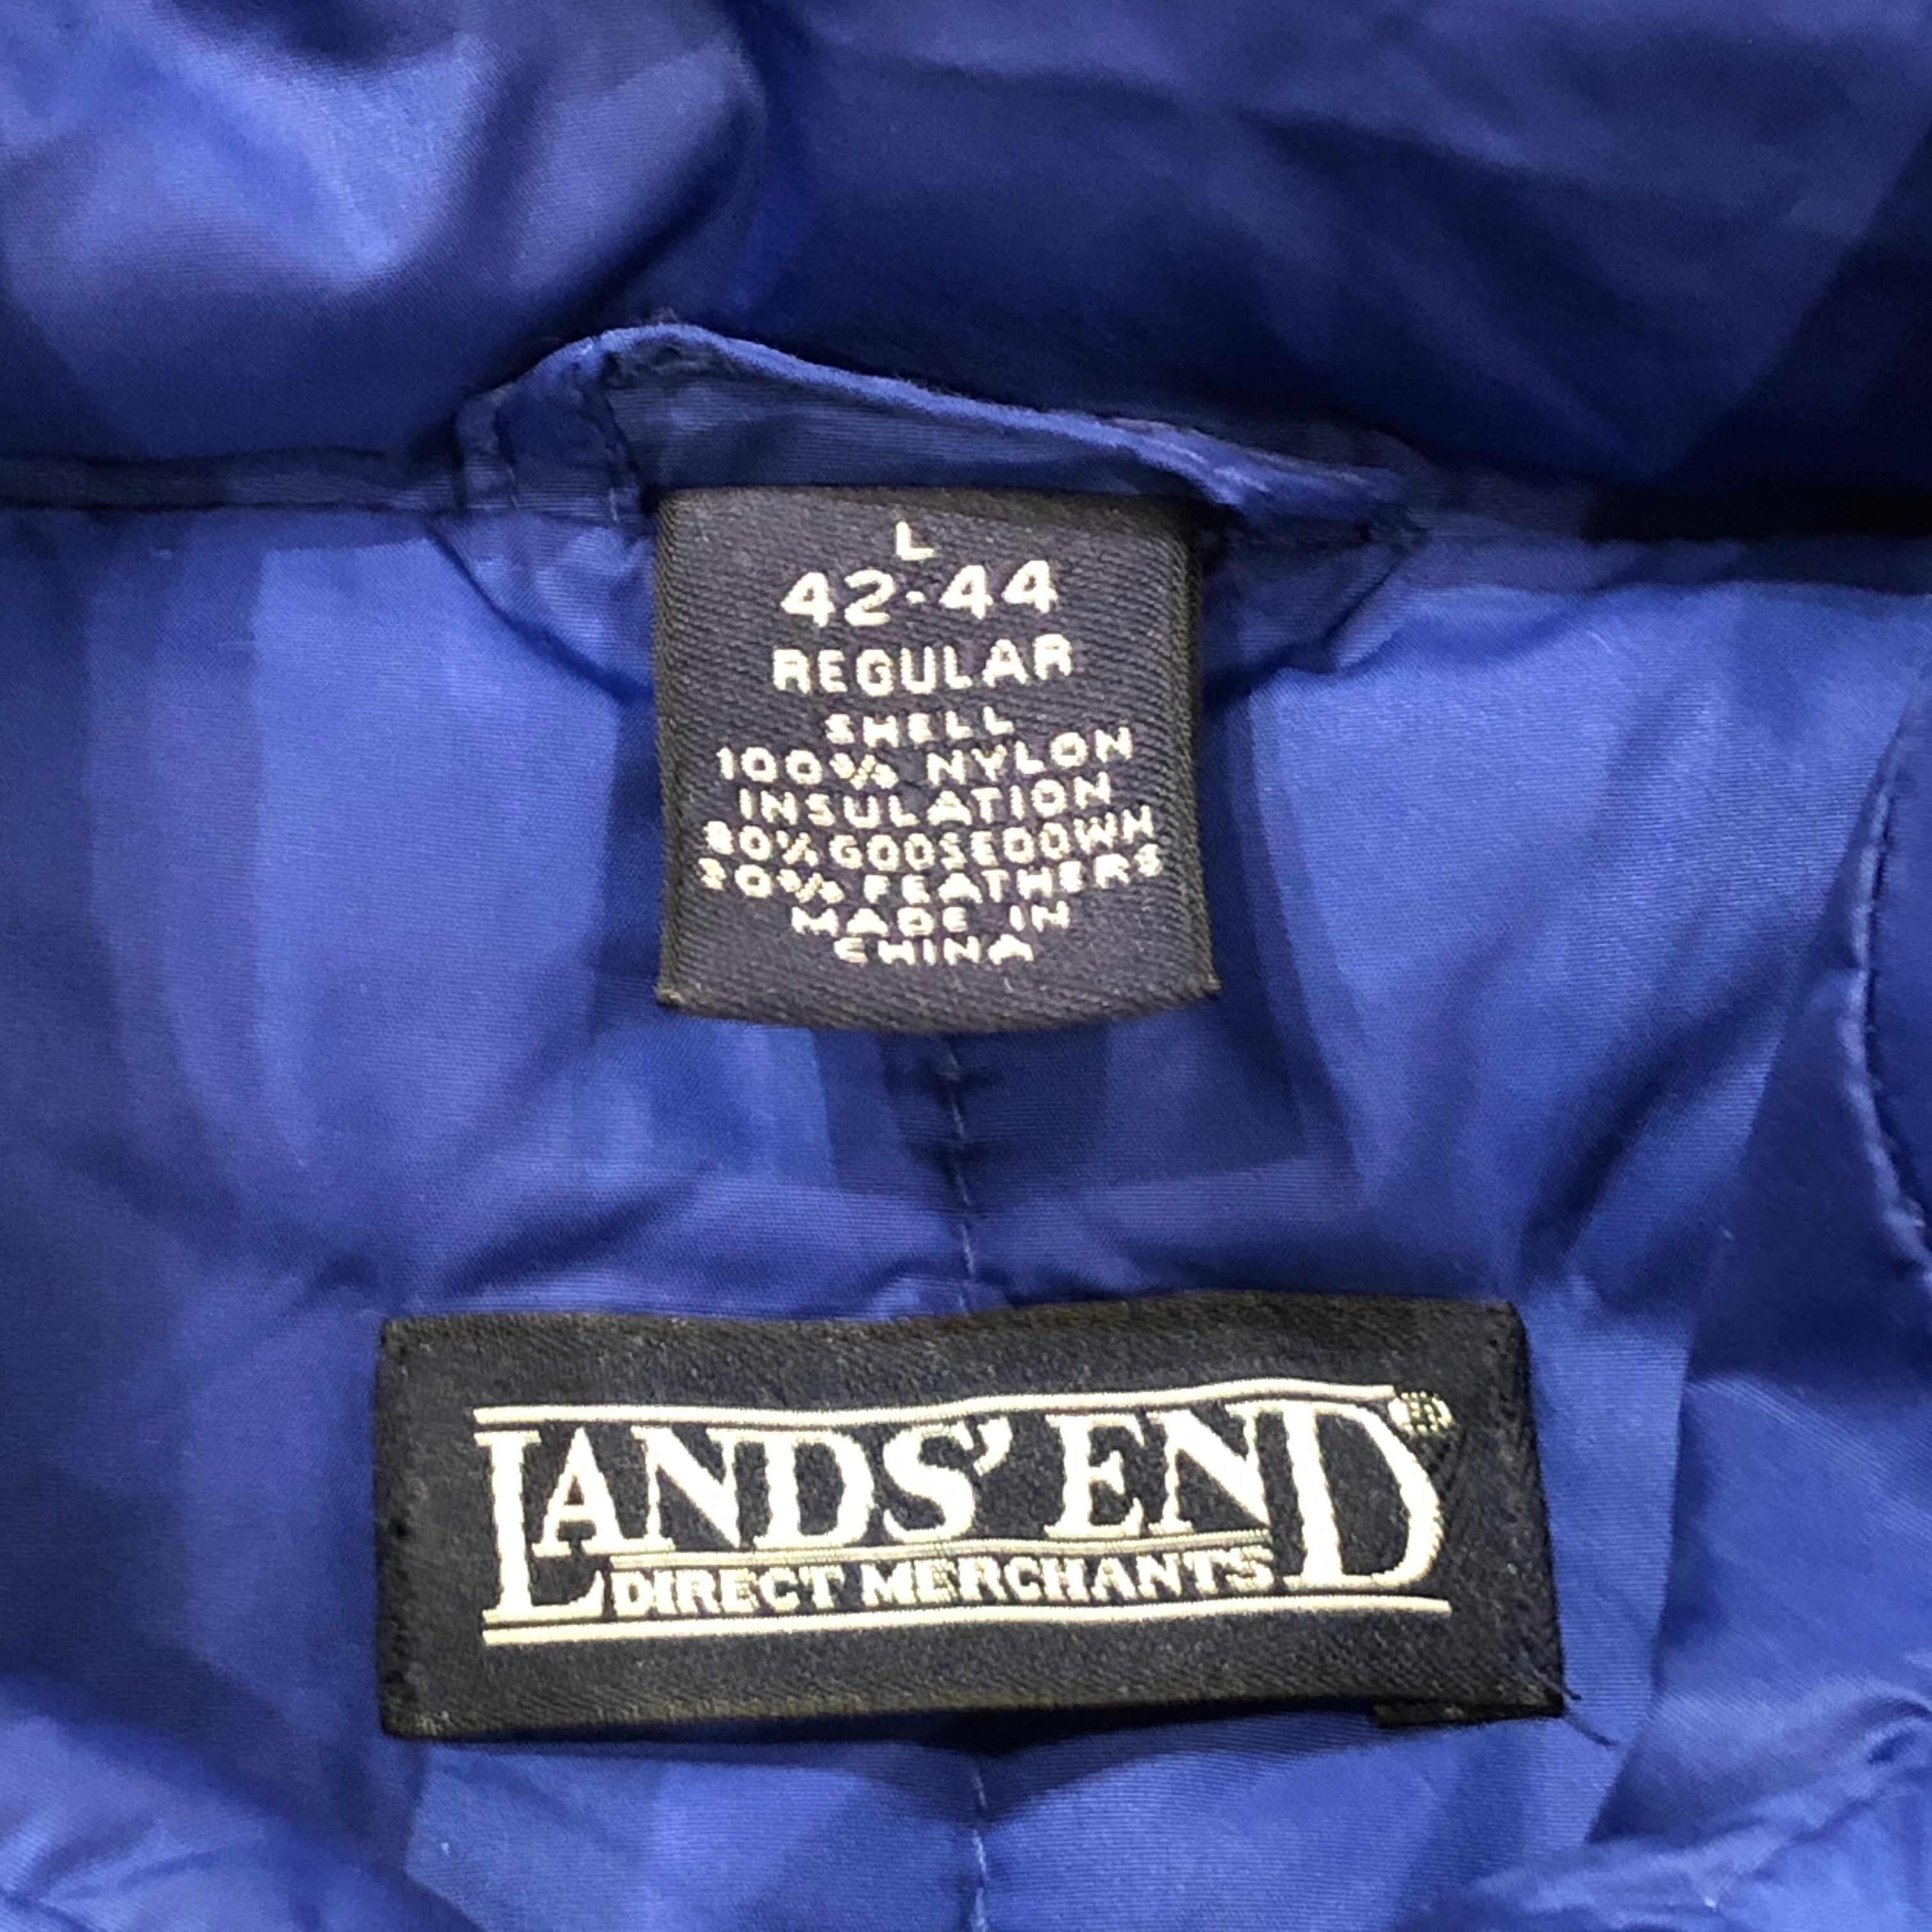 L
42-44
REGULAR
SHELL
100% NYLON
INSULATION
80% GOOSEDOWN
20% FEATHERS
MADE IN
CHINA
LANDS' END®
DIRECT MERCHANTS